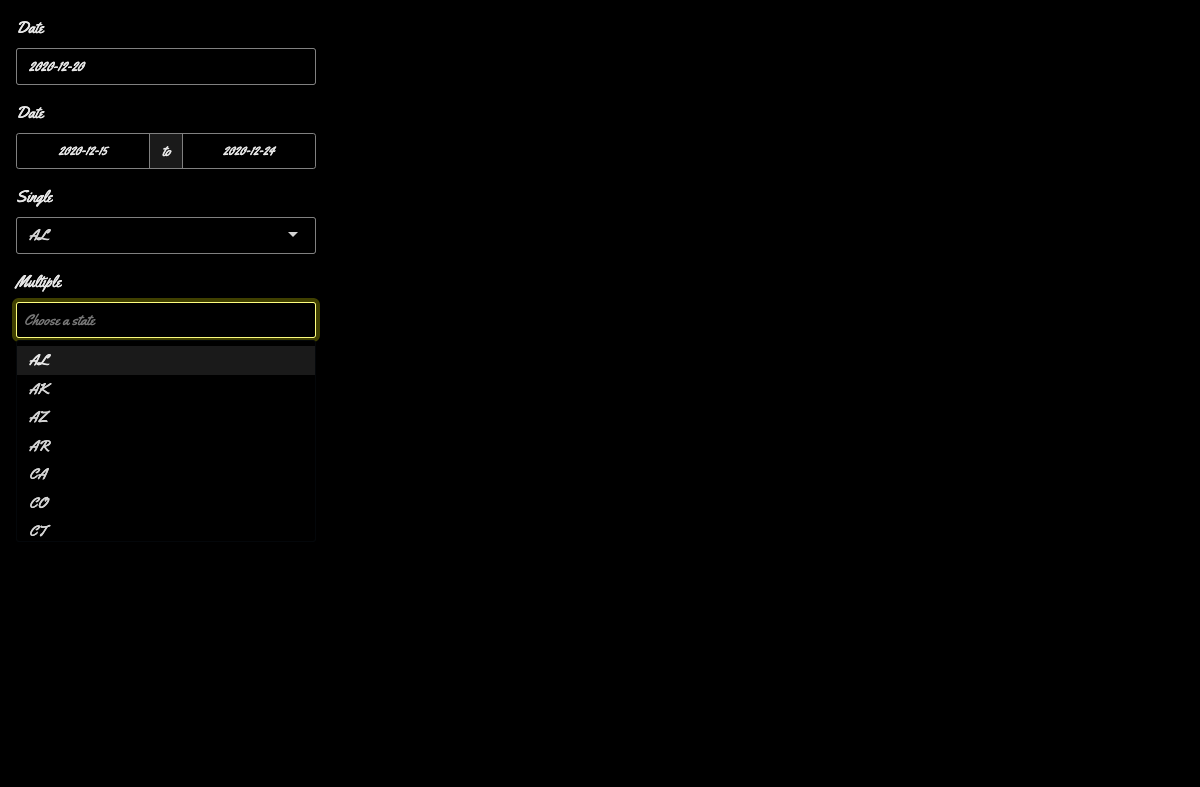 Date
2020-12-20
Date
2020-12-15 to 2020-12-24
Single
AL
Multiple
Choose a state
AL
AK
AZ
AR
CA
CO
CT